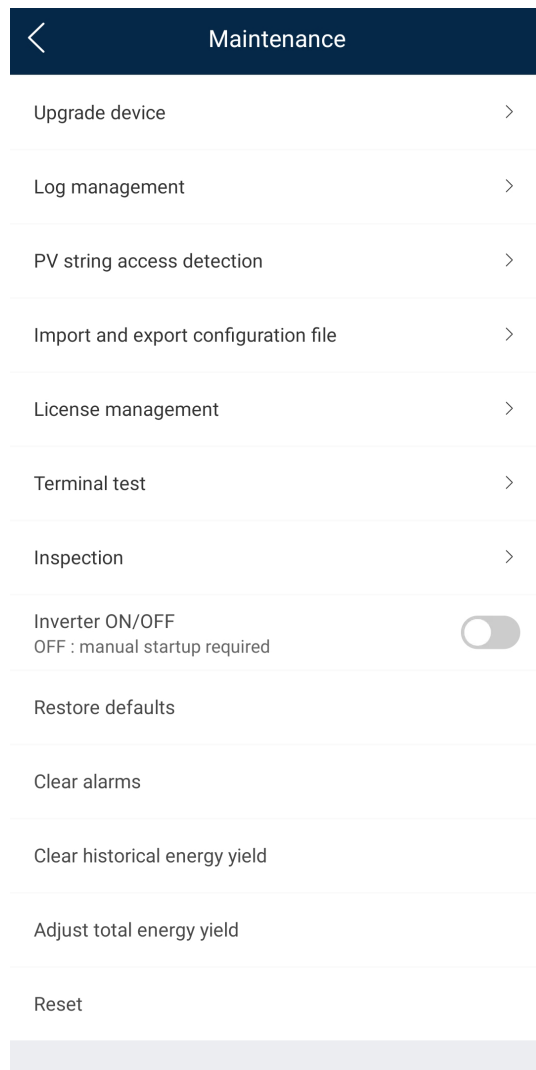 Maintenance
Upgrade device
Log management
PV string access detection
Import and export configuration file
License management
Terminal test
Inspection
Inverter ON/OFF
OFF : manual startup required
Restore defaults
Clear alarms
Clear historical energy yield
Adjust total energy yield
Reset